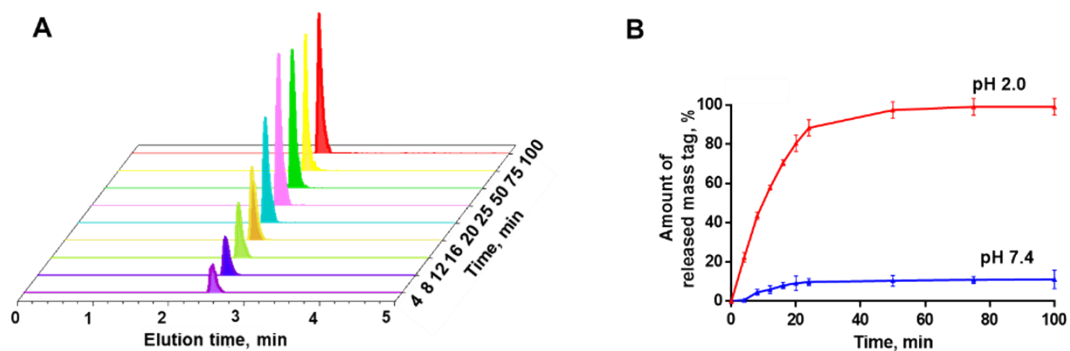 A
4 8 12 16 20 25 50 75 100
Time, min
0 1 2 3 4 5
Elution time, min
B
Amount of
released mass tag, %
100
80
60
40
20
0
pH 2.0
pH 7.4
0 20 40 60 80 100
Time, min